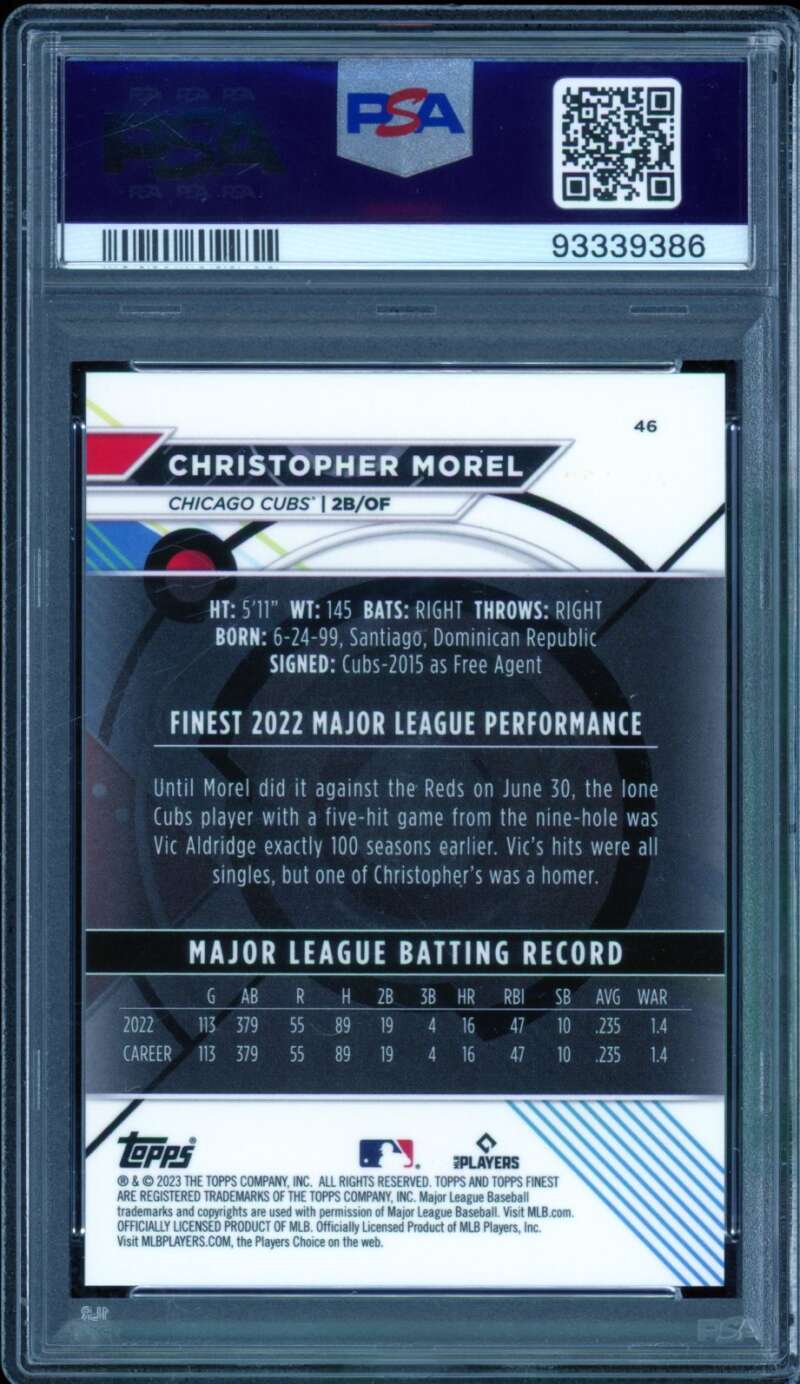 PSA
93339386
46
CHRISTOPHER MOREL
CHICAGO CUBS® | 2B/OF
HT: 5'11" WT: 145 BATS: RIGHT THROWS: RIGHT
BORN: 6-24-99, Santiago, Dominican Republic
SIGNED: Cubs-2015 as Free Agent
FINEST 2022 MAJOR LEAGUE PERFORMANCE
Until Morel did it against the Reds on June 30, the lone
Cubs player with a five-hit game from the nine-hole was
Vic Aldridge exactly 100 seasons earlier. Vic's hits were all
singles, but one of Christopher's was a homer.
MAJOR LEAGUE BATTING RECORD
G AB R H 2B 3B HR RBI SB AVG WAR
2022 113 379 55 89 19 4 16 47 10 .235 1.4
CAREER 113 379 55 89 19 4 16 47 10 .235 1.4
Topps® MLB PLAYERS
® & © 2023 THE TOPPS COMPANY, INC. ALL RIGHTS RESERVED. TOPPS AND TOPPS FINEST
ARE REGISTERED TRADEMARKS OF THE TOPPS COMPANY, INC. Major League Baseball
trademarks and copyrights are used with permission of Major League Baseball. Visit MLB.com.
OFFICIALLY LICENSED PRODUCT OF MLB. Officially Licensed Product of MLB Players, Inc.
Visit MLBPLAYERS.COM, the Players Choice on the web.
PSA